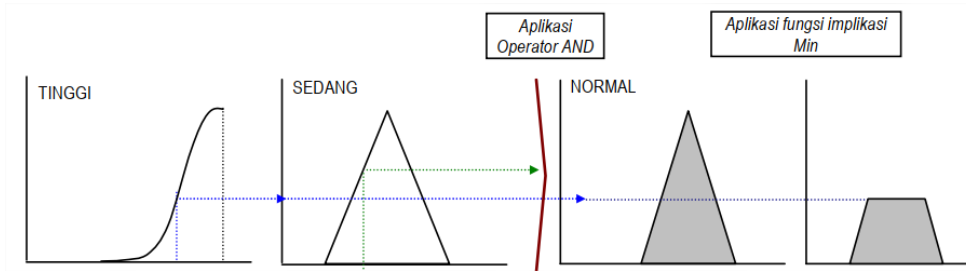 Aplikasi
Operator AND
Aplikasi fungsi implikasi
Min
TINGGI
SEDANG
NORMAL